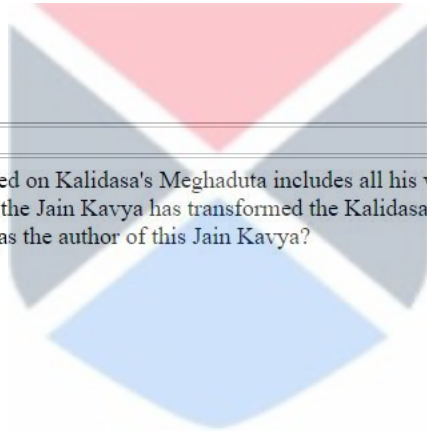 ed on Kalidasa's Meghaduta includes all his
the Jain Kavya has transformed the Kalidasa
as the author of this Jain Kavya?